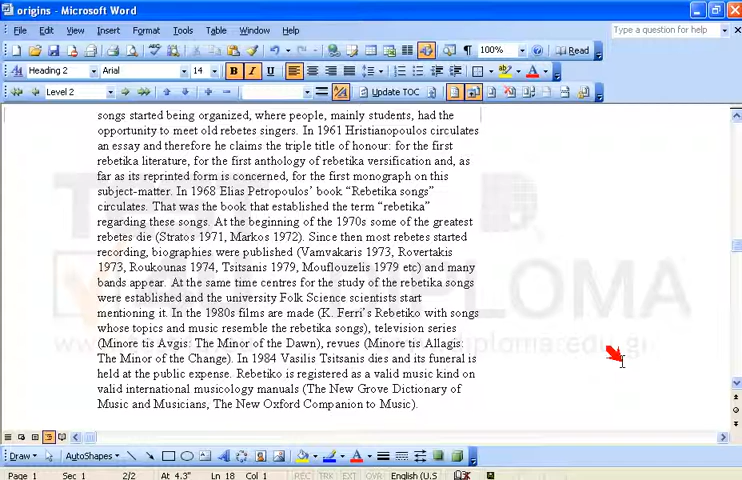 origins - Microsoft Word
File Edit View Insert Format Tools Table Window Help
Type a question for help
100% Read
Heading 2 Arial 14 B I U
Level 2 Update TOC
songs started being organized, where people, mainly students, had the
opportunity to meet old rebetes singers. In 1961 Hristianopoulos circulates
an essay and therefore he claims the triple title of honour: for the first
rebetika literature, for the first anthology of rebetika versification and, as
far as its reprinted form is concerned, for the first monograph on this
subject-matter. In 1968 Elias Petropoulos' book “Rebetika songs”
circulates. That was the book that established the term “rebetika”
regarding these songs. At the beginning of the 1970s some of the greatest
rebetes die (Stratos 1971, Markos 1972). Since then most rebetes started
recording, biographies were published (Vamvakaris 1973, Rovertakis
1973, Roukounas 1974, Tsitsanis 1979, Mouflouzelis 1979 etc) and many
bands appear. At the same time centres for the study of the rebetika songs
were established and the university Folk Science scientists start
mentioning it. In the 1980s films are made (K. Ferri's Rebetiko with songs
whose topics and music resemble the rebetika songs), television series
(Minore tis Avgis: The Minor of the Dawn), revues (Minore tis Allagis:
The Minor of the Change). In 1984 Vasilis Tsitsanis dies and its funeral is
held at the public expense. Rebetiko is registered as a valid music kind on
valid international musicology manuals (The New Grove Dictionary of
Music and Musicians, The New Oxford Companion to Music).
Draw AutoShapes
Page 1 Sec 1 2/2 At 4.3" Ln 18 Col 1 REC TRK EXT OVR English (U.S